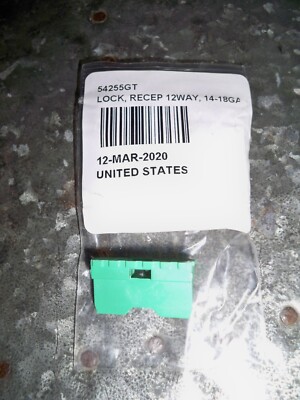 54255GT
LOCK, RECEP 12WAY, 14-18GA
12-MAR-2020
UNITED STATES